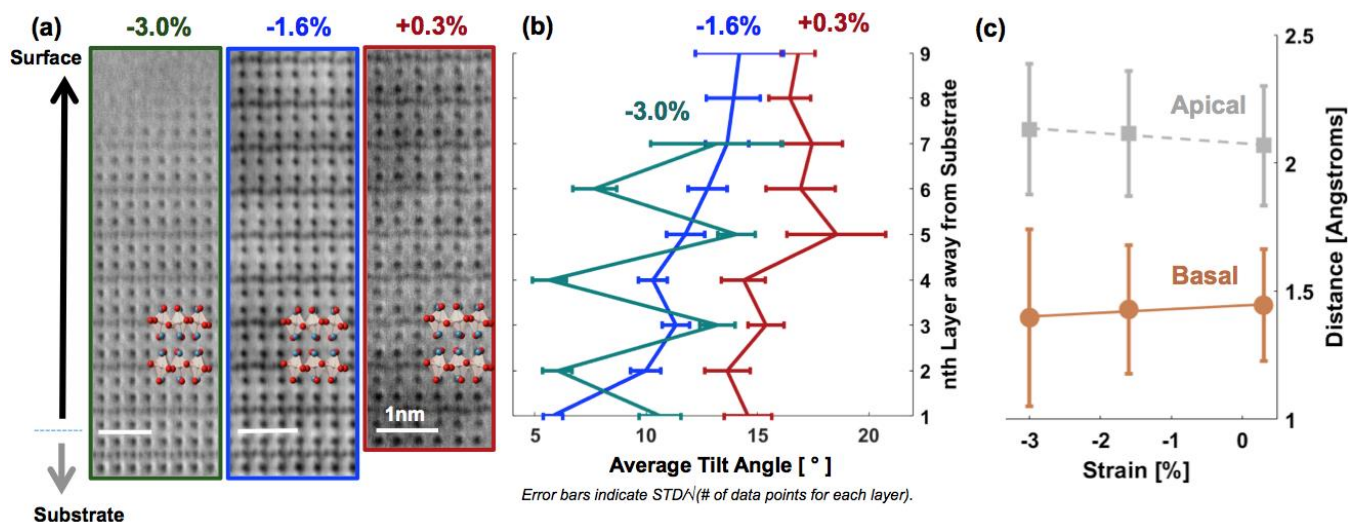 (a)
-3.0%
-1.6%
+0.3%
Surface
1nm
Substrate
(b)
-1.6%
+0.3%
-3.0%
9
8
7
6
5
4
3
2
1
nth Layer away from Substrate
5
10
15
20
Average Tilt Angle [ ° ]
Error bars indicate STD/√(# of data points for each layer).
(c)
2.5
2
1.5
1
Apical
Basal
Distance [Angstroms]
-3
-2
-1
0
Strain [%]